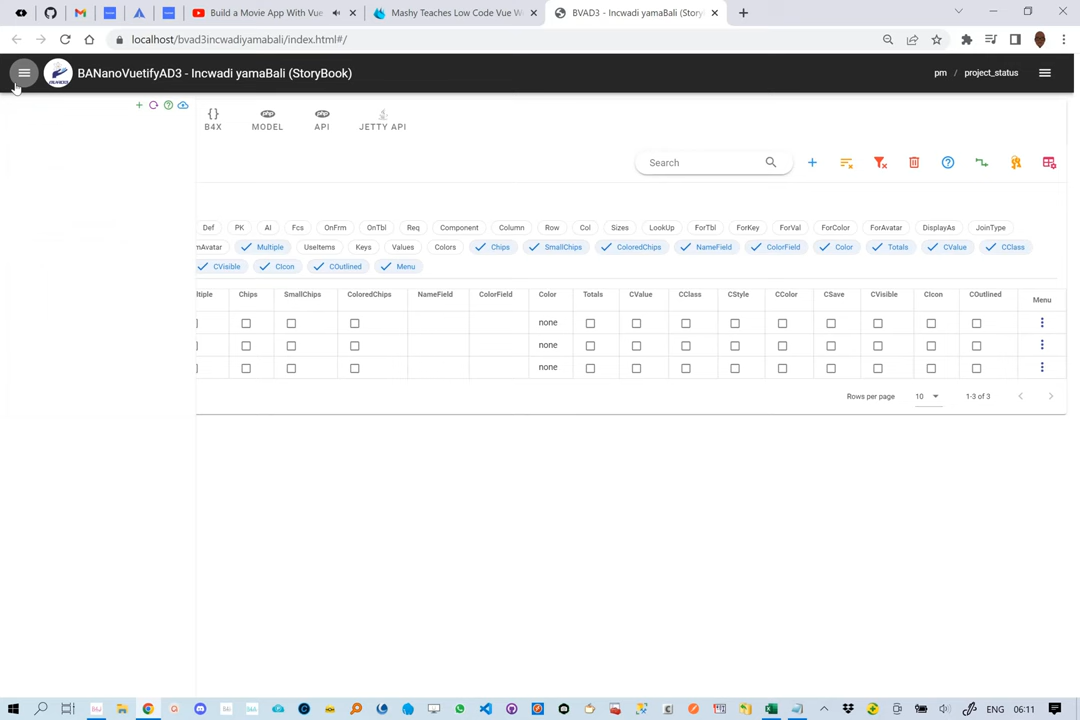 Build a Movie App With Vue
Mashy Teaches Low Code Vue W
BVAD3 - Incwadi yamaBali (Story
localhost/bvad3incwadiyamabali/index.html#/
BANanoVuetifyAD3 - Incwadi yamaBali (StoryBook)
pm / project_status
B4X MODEL API JETTY API
Search
Def PK AI Fcs OnFrm OnTbl Req Component Column Row Col Sizes LookUp ForTbl ForKey ForVal ForColor ForAvatar DisplayAs JoinType
mAvatar Multiple UseItems Keys Values Colors Chips SmallChips ColoredChips NameField ColorField Color Totals CValue CClass
CVisible CIcon COutlined Menu
ltiple Chips SmallChips ColoredChips NameField ColorField Color Totals CValue CClass CStyle CColor CSave CVisible CIcon COutlined Menu
none
none
none
Rows per page 10 1-3 of 3
ENG 06:11